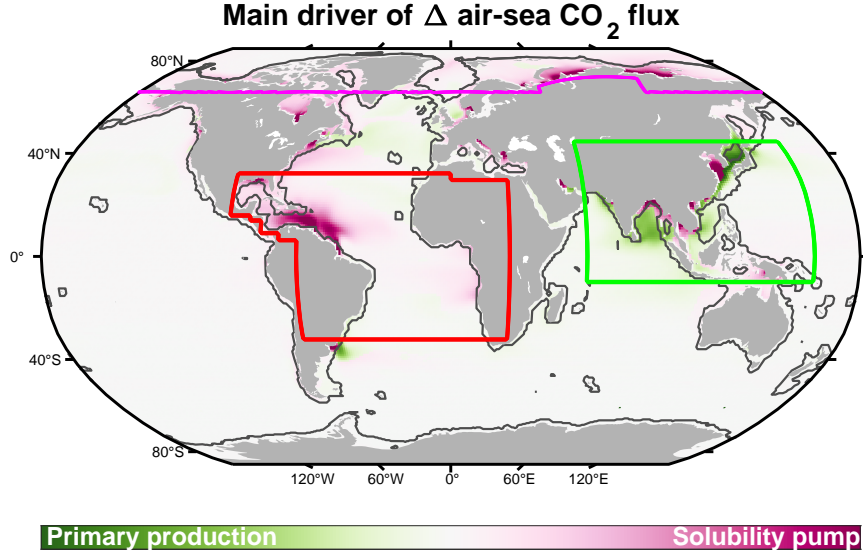 Main driver of Δ air-sea CO2 flux
80°N
40°N
0°
40°S
80°S
120°W 60°W 0° 60°E 120°E
Primary production Solubility pump